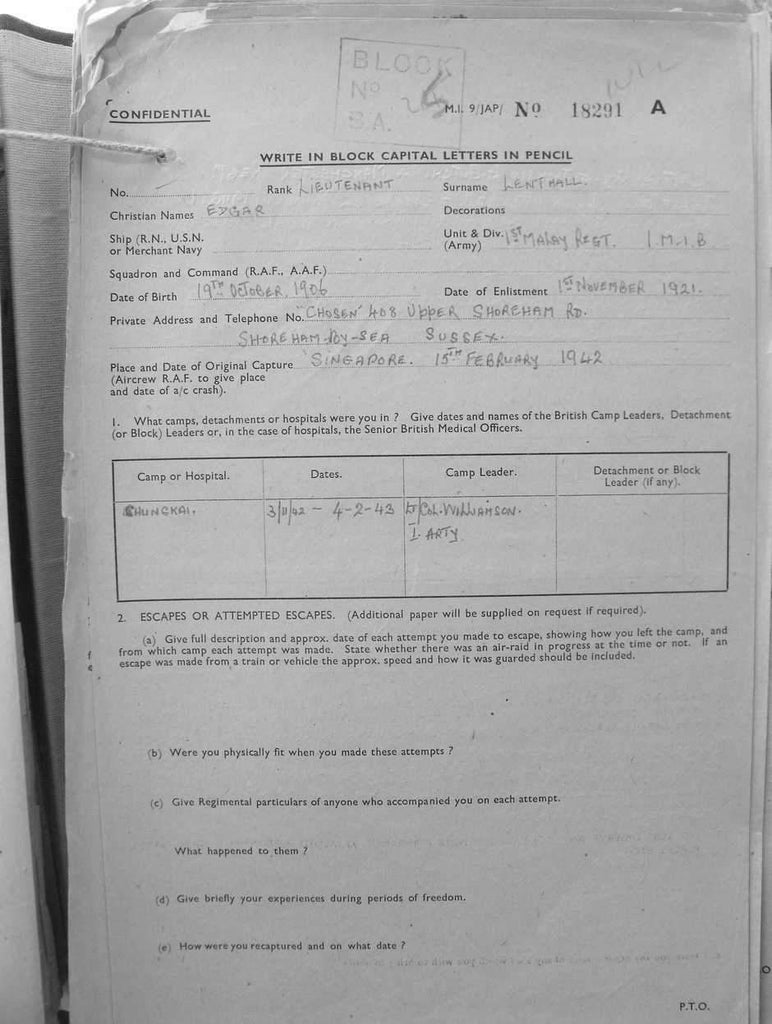 BLOCK
No 24
S.A.
CONFIDENTIAL
M.I. 9/JAP/ No 18291 A
WRITE IN BLOCK CAPITAL LETTERS IN PENCIL
No. Rank LIEUTENANT Surname LENTHALL.
Christian Names EDGAR Decorations
Ship (R.N., U.S.N. or Merchant Navy
Unit & Div. (Army) 1ST MALAY REGT. 1.M.I.B
Squadron and Command (R.A.F., A.A.F.)
Date of Birth 19TH OCTOBER, 1906 Date of Enlistment 1ST NOVEMBER 1921.
Private Address and Telephone No. "CHOSEN" 408 UPPER SHOREHAM RD.
SHOREHAM-BY-SEA SUSSEX.
Place and Date of Original Capture SINGAPORE. 15TH FEBRUARY 1942
(Aircrew R.A.F. to give place
and date of a/c crash).
1. What camps, detachments or hospitals were you in ? Give dates and names of the British Camp Leaders, Detachment
(or Block) Leaders or, in the case of hospitals, the Senior British Medical Officers.
Camp or Hospital. Dates. Camp Leader. Detachment or Block
Leader (if any).
CHUNGKAI. 3/11/42 - 4-2-43 LT/COL. WILLIAMSON.
I. ARTY
2. ESCAPES OR ATTEMPTED ESCAPES. (Additional paper will be supplied on request if required).
(a) Give full description and approx. date of each attempt you made to escape, showing how you left the camp, and
from which camp each attempt was made. State whether there was an air-raid in progress at the time or not. If an
escape was made from a train or vehicle the approx. speed and how it was guarded should be included.
(b) Were you physically fit when you made these attempts ?
(c) Give Regimental particulars of anyone who accompanied you on each attempt.
What happened to them ?
(d) Give briefly your experiences during periods of freedom.
(e) How were you recaptured and on what date ?
P.T.O.